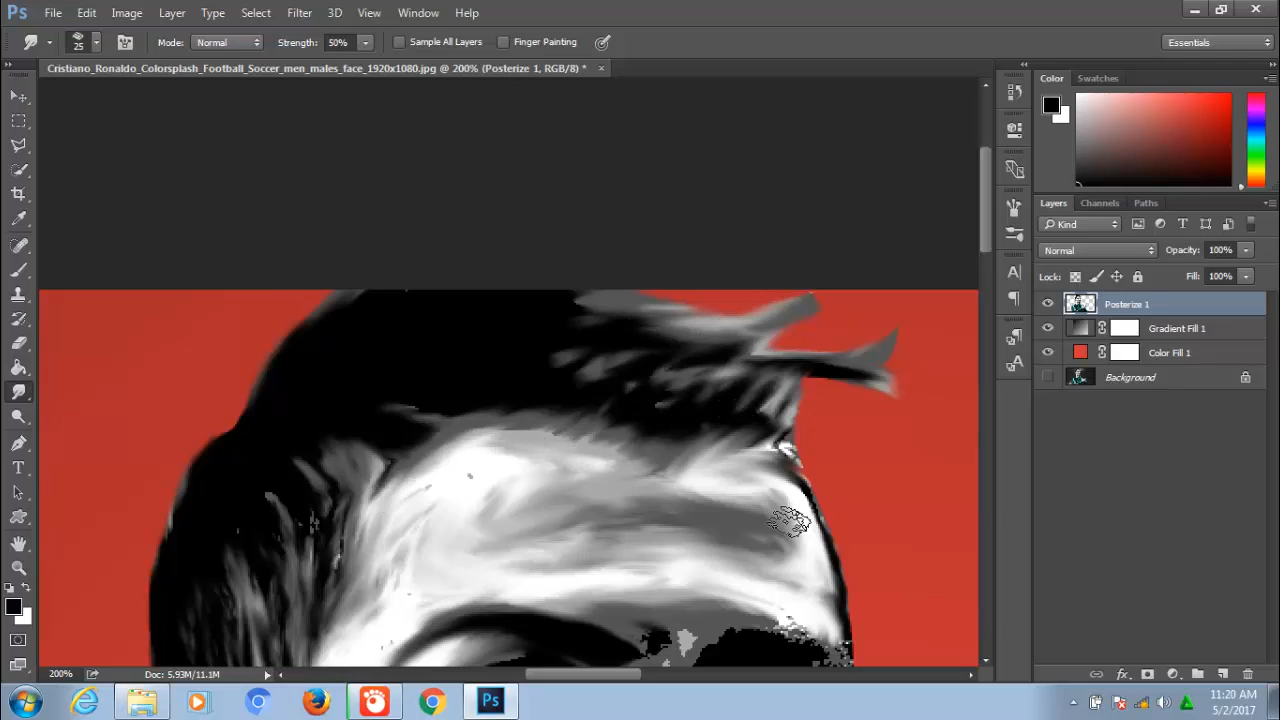 Ps File Edit Image Layer Type Select Filter 3D View Window Help
25 Mode: Normal Strength: 50% Sample All Layers Finger Painting Essentials
Cristiano_Ronaldo_Colorsplash_Football_Soccer_men_males_face_1920x1080.jpg @ 200% (Posterize 1, RGB/8) *
Color Swatches
Layers Channels Paths
Kind
Normal Opacity: 100%
Lock: Fill: 100%
Posterize 1
Gradient Fill 1
Color Fill 1
Background
200% Doc: 5.93M/11.1M
Ps
11:20 AM
5/2/2017